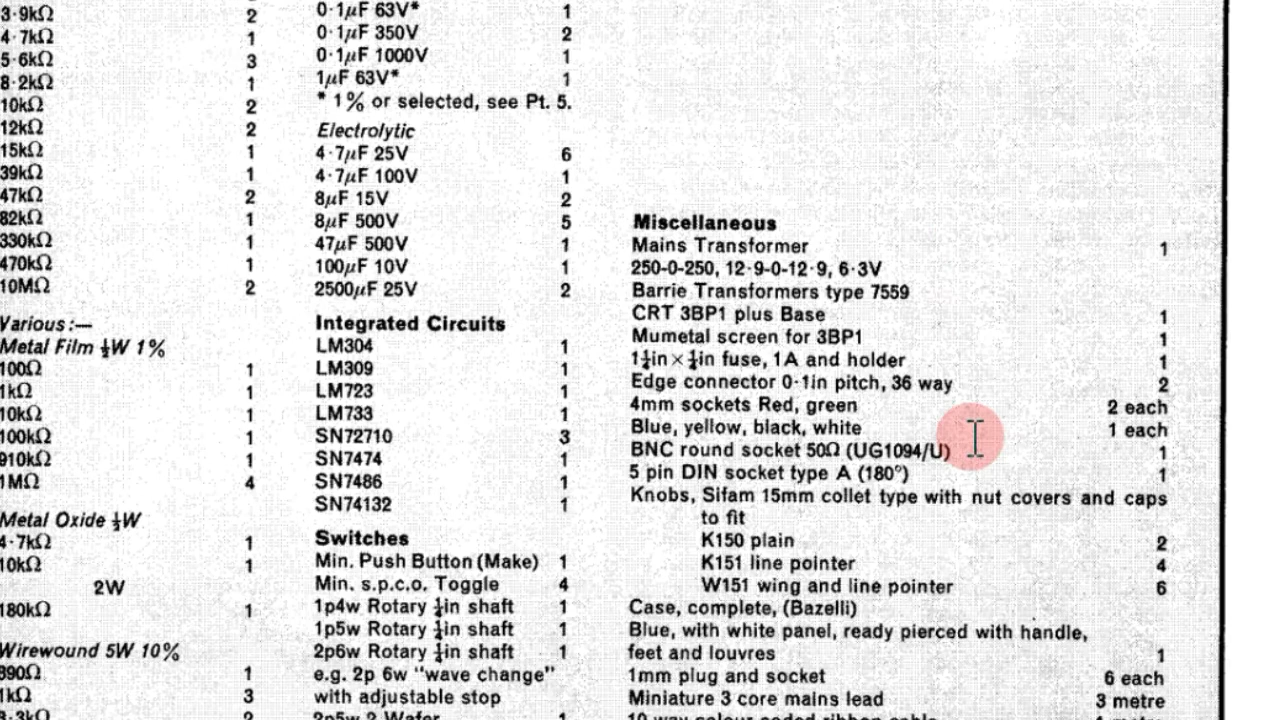 3·9kΩ 2
4·7kΩ 1
5·6kΩ 3
8·2kΩ 1
10kΩ 2
12kΩ 2
15kΩ 1
39kΩ 1
47kΩ 2
82kΩ 1
330kΩ 1
470kΩ 1
10MΩ 2
Various:—
Metal Film ½W 1%
100Ω 1
1kΩ 1
10kΩ 1
100kΩ 1
910kΩ 1
1MΩ 4
Metal Oxide ½W
4·7kΩ 1
10kΩ 1
2W
180kΩ 1
Wirewound 5W 10%
390Ω 1
1kΩ 3
3·3kΩ 2
0·1μF 63V* 1
0·1μF 350V 2
0·1μF 1000V 1
1μF 63V* 1
* 1% or selected, see Pt. 5.
Electrolytic
4·7μF 25V 6
4·7μF 100V 1
8μF 15V 2
8μF 500V 5
47μF 500V 1
100μF 10V 1
2500μF 25V 2
Integrated Circuits
LM304 1
LM309 1
LM723 1
LM733 1
SN72710 3
SN7474 1
SN7486 1
SN74132 1
Switches
Min. Push Button (Make) 1
Min. s.p.c.o. Toggle 4
1p4w Rotary ¼in shaft 1
1p5w Rotary ¼in shaft 1
2p6w Rotary ¼in shaft 1
e.g. 2p 6w "wave change"
with adjustable stop
2p5w 2 Wafer 1
Miscellaneous
Mains Transformer 1
250-0-250, 12·9-0-12·9, 6·3V
Barrie Transformers type 7559
CRT 3BP1 plus Base 1
Mumetal screen for 3BP1 1
1¼in × ¼in fuse, 1A and holder 1
Edge connector 0·1in pitch, 36 way 2
4mm sockets Red, green 2 each
Blue, yellow, black, white 1 each
BNC round socket 50Ω (UG1094/U) 1
5 pin DIN socket type A (180°) 1
Knobs, Sifam 15mm collet type with nut covers and caps
to fit
K150 plain 2
K151 line pointer 4
W151 wing and line pointer 6
Case, complete, (Bazelli)
Blue, with white panel, ready pierced with handle,
feet and louvres 1
1mm plug and socket 6 each
Miniature 3 core mains lead 3 metre
10 way colour coded ribbon cable